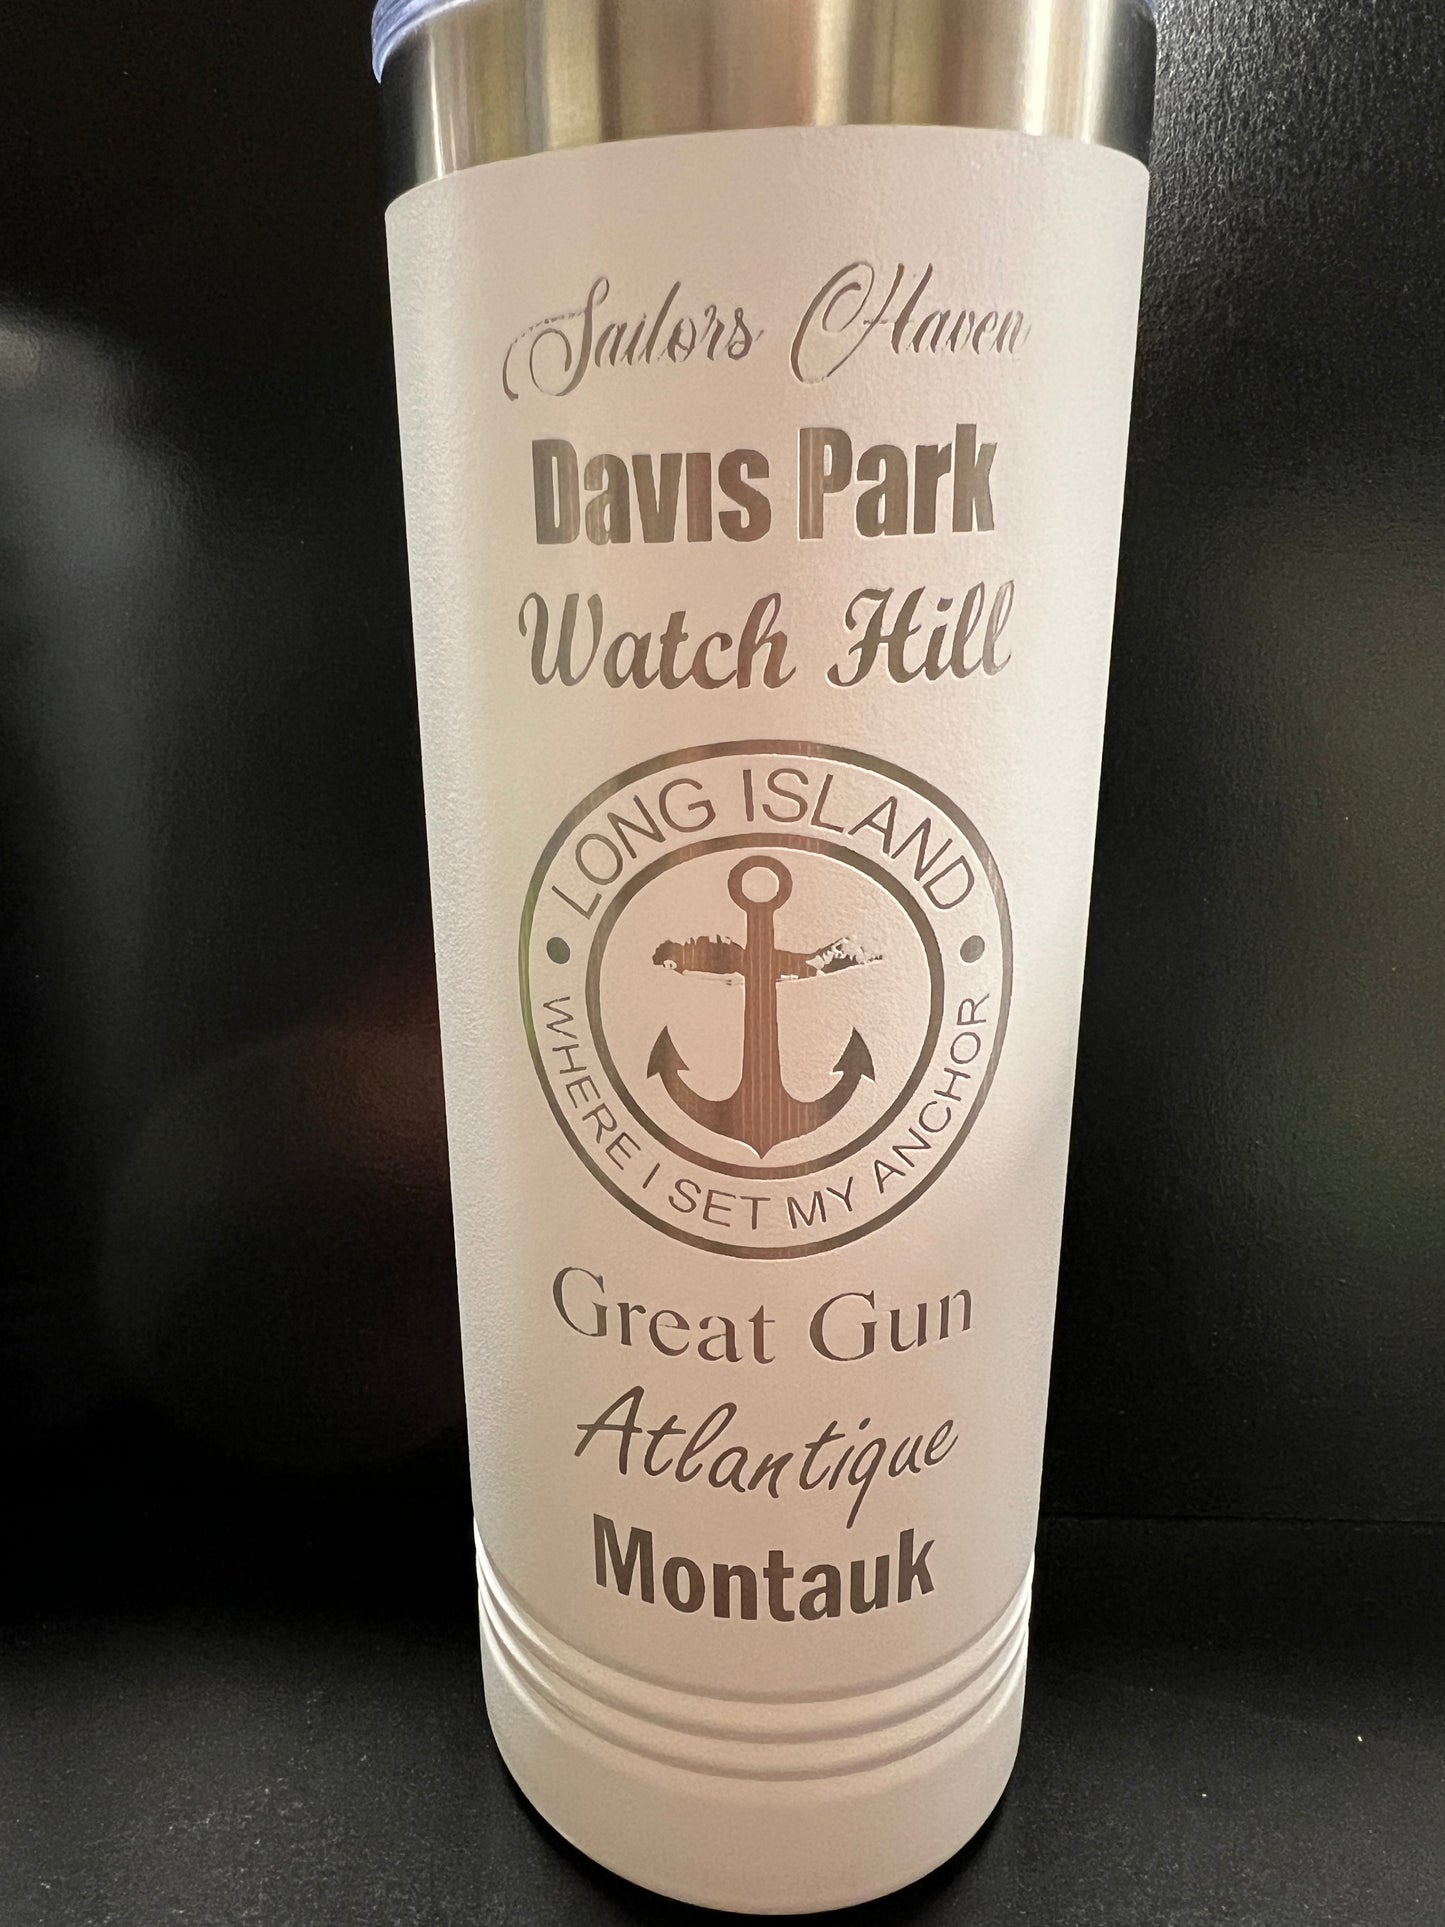 Sailors Haven
Davis Park
Watch Hill
LONG ISLAND
WHERE I SET MY ANCHOR
Great Gun
Atlantique
Montauk